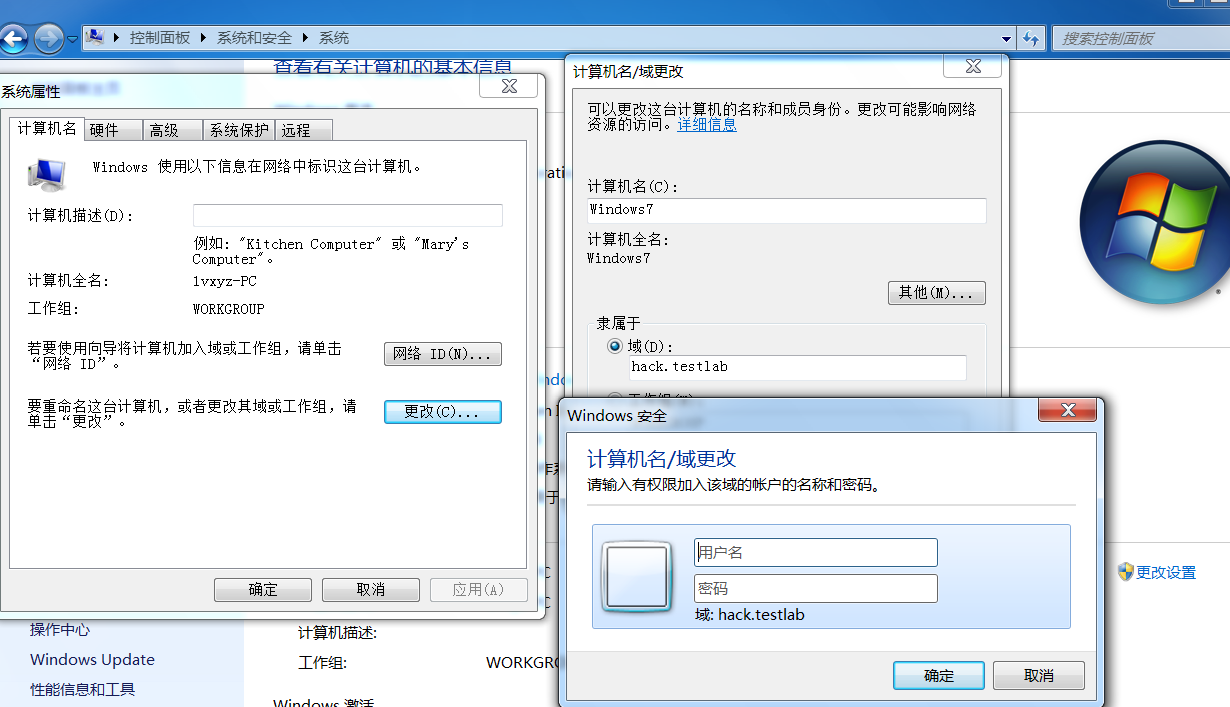 控制面板 系统和安全 系统
搜索控制面板
查看有关计算机的基本信息
系统属性
计算机名 硬件 高级 系统保护 远程
Windows 使用以下信息在网络中标识这台计算机。
计算机描述(D):
例如: "Kitchen Computer" 或 "Mary's
Computer"。
计算机全名:
1vxyz-PC
工作组:
WORKGROUP
若要使用向导将计算机加入域或工作组，请单击
“网络 ID”。
网络 ID(N)...
要重命名这台计算机，或者更改其域或工作组，请
单击“更改”。
更改(C)...
确定 取消 应用(A)
计算机名/域更改
可以更改这台计算机的名称和成员身份。更改可能影响网络
资源的访问。详细信息
计算机名(C):
Windows7
计算机全名:
Windows7
其他(M)...
隶属于
域(D):
hack.testlab
Windows 安全
计算机名/域更改
请输入有权限加入该域的帐户的名称和密码。
用户名
密码
域: hack.testlab
确定 取消
更改设置
操作中心
Windows Update
性能信息和工具
计算机描述:
工作组:
WORKGRO
Windows 激活